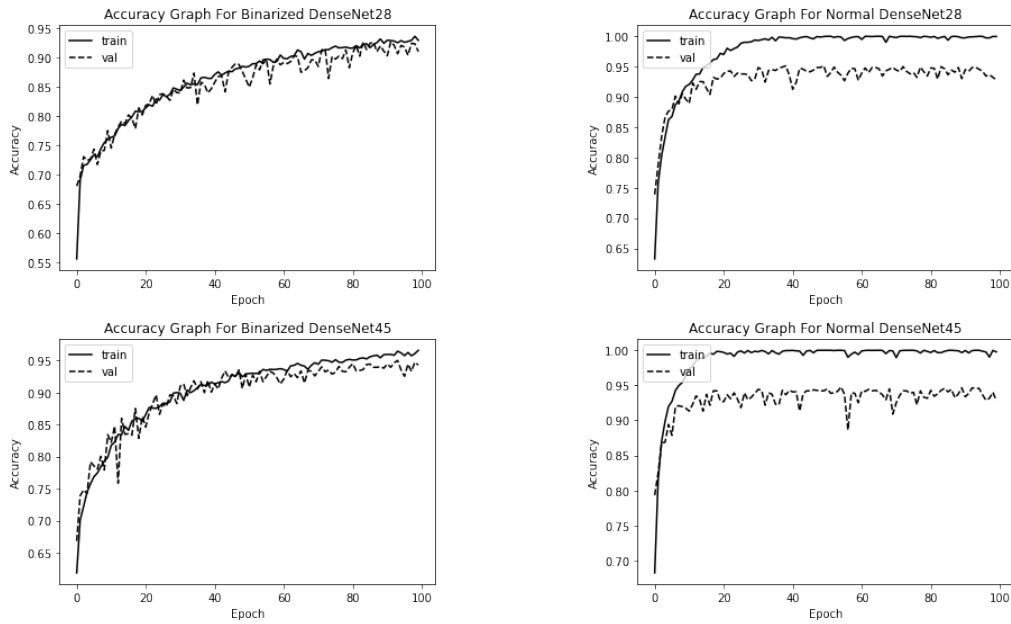 Accuracy Graph For Binarized DenseNet28
0.95
0.90
0.85
0.80
0.75
0.70
0.65
0.60
0.55
Accuracy
train
val
0
20
40
60
80
100
Epoch
Accuracy Graph For Normal DenseNet28
1.00
0.95
0.90
0.85
0.80
0.75
0.70
0.65
Accuracy
train
val
0
20
40
60
80
100
Epoch
Accuracy Graph For Binarized DenseNet45
0.95
0.90
0.85
0.80
0.75
0.70
0.65
Accuracy
train
val
0
20
40
60
80
100
Epoch
Accuracy Graph For Normal DenseNet45
1.00
0.95
0.90
0.85
0.80
0.75
0.70
Accuracy
train
val
0
20
40
60
80
100
Epoch